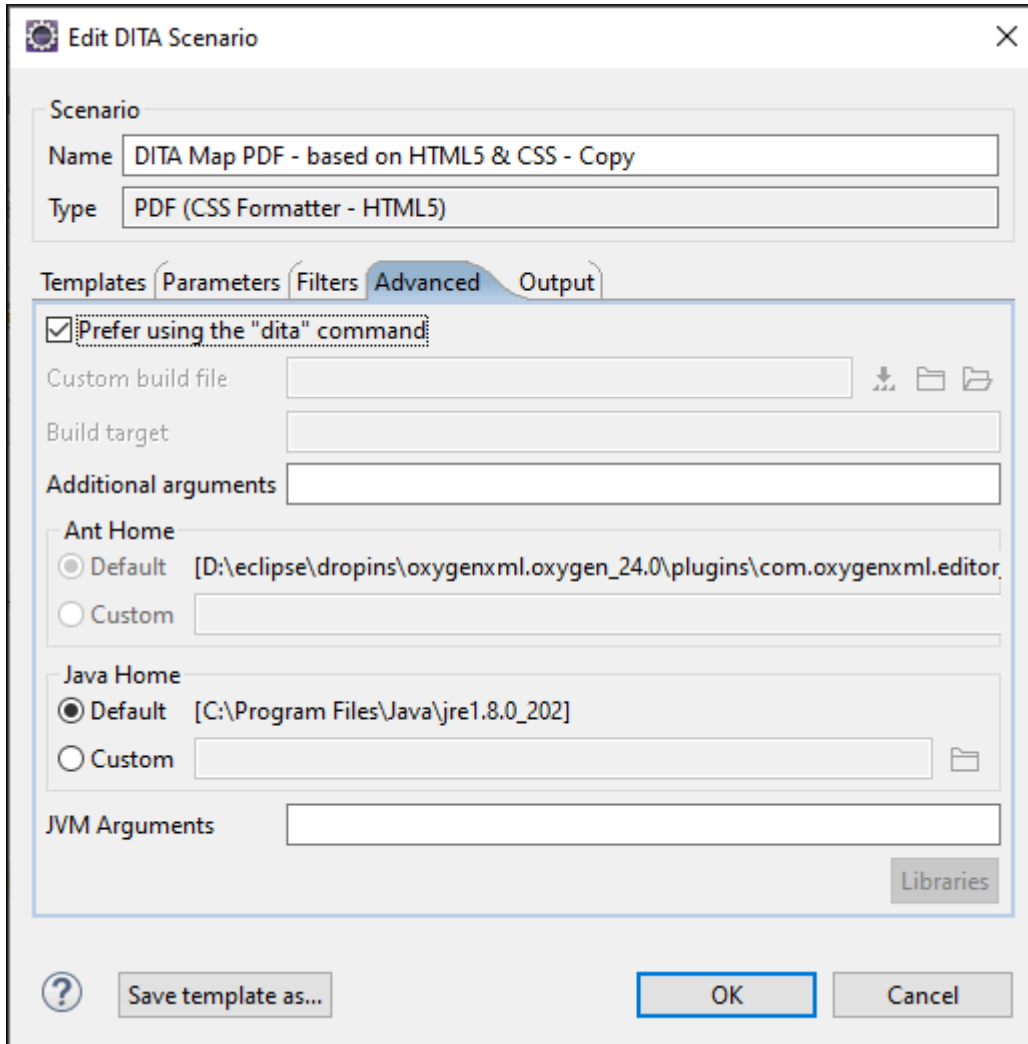 Edit DITA Scenario
Scenario
Name DITA Map PDF - based on HTML5 & CSS - Copy
Type PDF (CSS Formatter - HTML5)
Templates Parameters Filters Advanced Output
Prefer using the "dita" command
Custom build file
Build target
Additional arguments
Ant Home
Default [D:\eclipse\dropins\oxygenxml.oxygen_24.0\plugins\com.oxygenxml.editor_
Custom
Java Home
Default [C:\Program Files\Java\jre1.8.0_202]
Custom
JVM Arguments
Libraries
? Save template as... OK Cancel